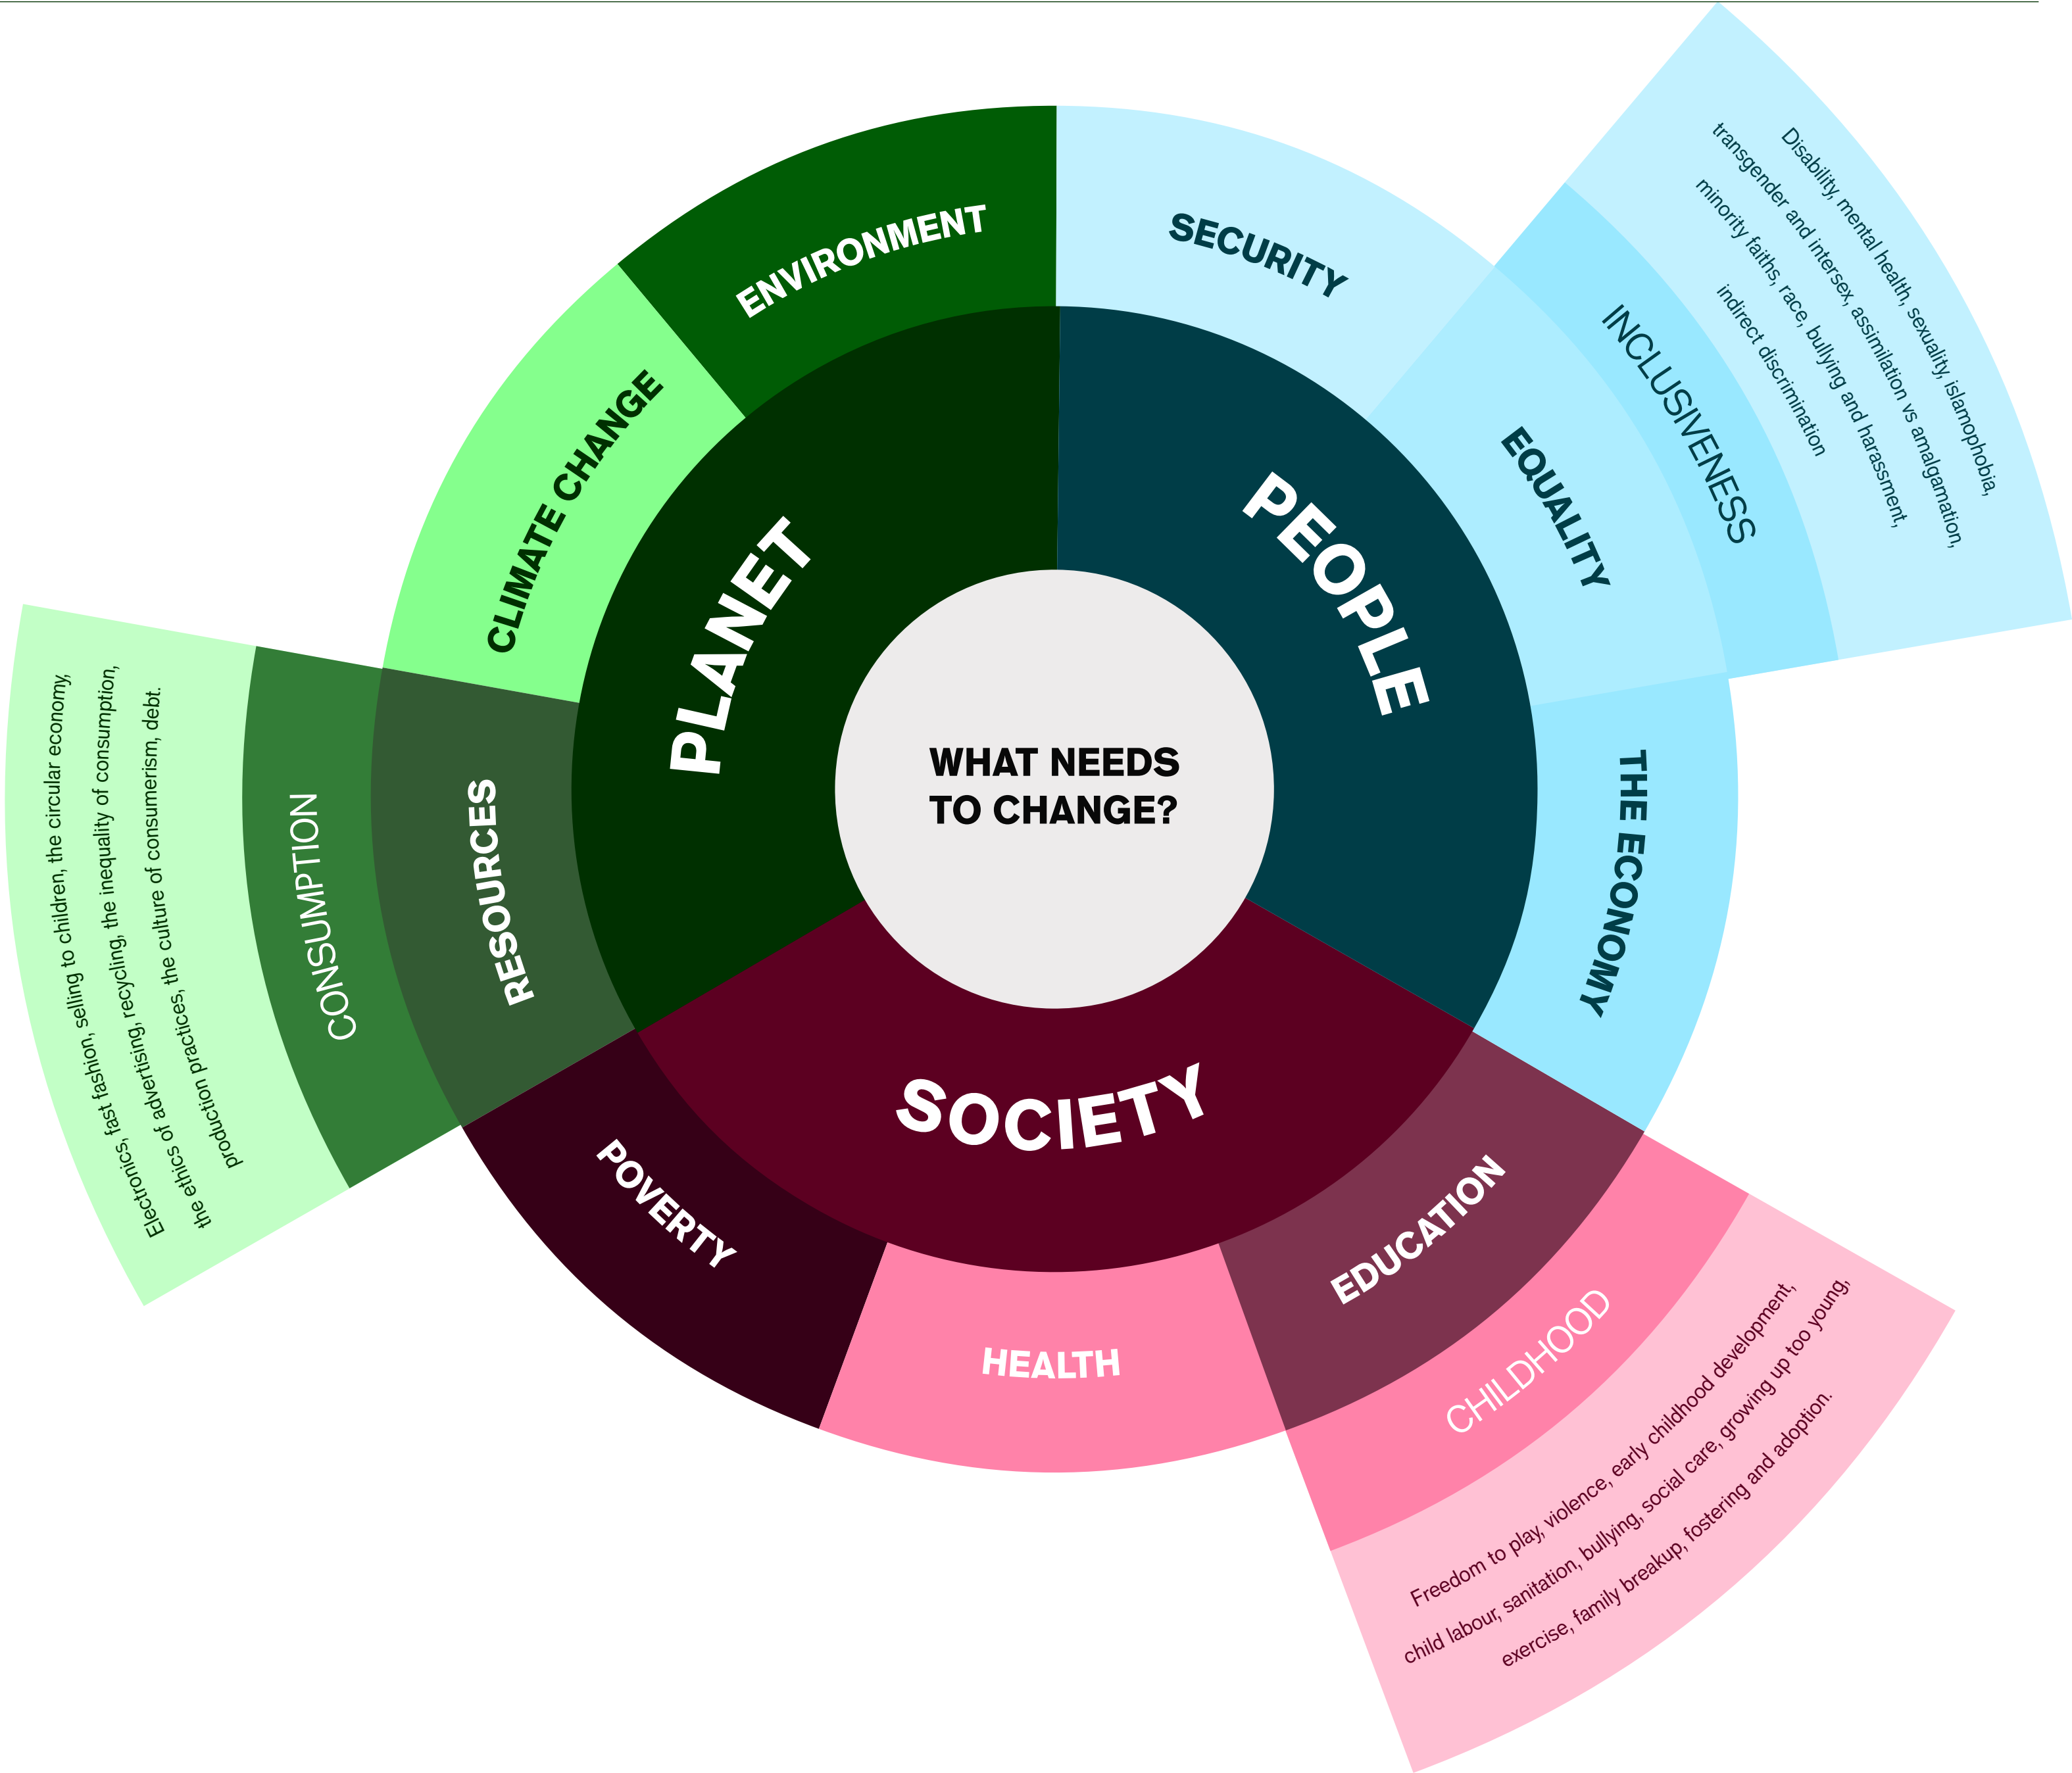 WHAT NEEDS
TO CHANGE?
PEOPLE
SECURITY
EQUALITY
INCLUSIVENESS
Disability, mental health, sexuality, islamophobia,
transgender and intersex, assimilation vs amalgamation,
minority faiths, race, bullying and harassment,
indirect discrimination
THE ECONOMY
SOCIETY
EDUCATION
CHILDHOOD
Freedom to play, violence, early childhood development,
child labour, sanitation, bullying, social care, growing up too young,
exercise, family breakup, fostering and adoption.
HEALTH
POVERTY
PLANET
RESOURCES
CONSUMPTION
Electronics, fast fashion, selling to children, the circular economy,
the ethics of advertising, recycling, the inequality of consumption,
production practices, the culture of consumerism, debt.
CLIMATE CHANGE
ENVIRONMENT